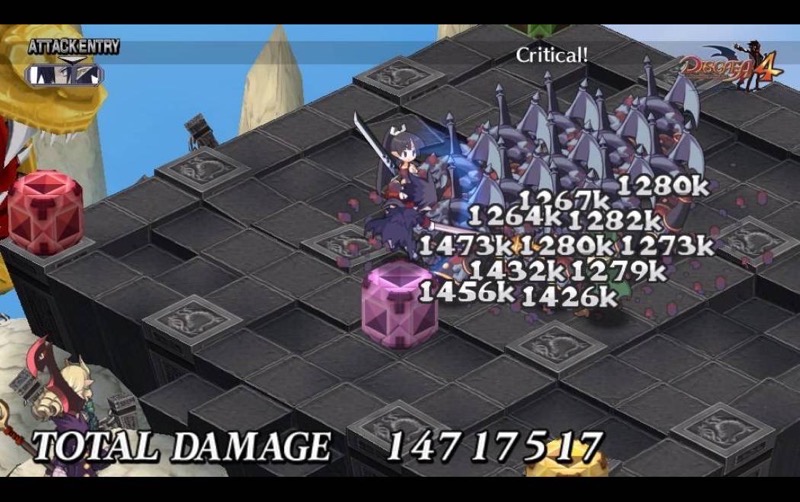 ATTACK ENTRY
Critical!
DISGAEA 4
1280k
1267k
1264k 1282k
1473k 1280k 1273k
1432k 1279k
1456k 1426k
TOTAL DAMAGE 14717517